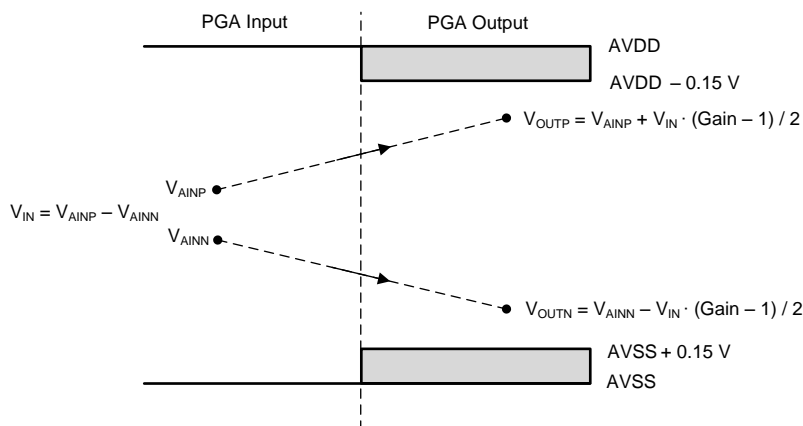 PGA Input
PGA Output
AVDD
AVDD – 0.15 V
V_OUTP = V_AINP + V_IN · (Gain – 1) / 2
V_AINP
V_IN = V_AINP – V_AINN
V_AINN
V_OUTN = V_AINN – V_IN · (Gain – 1) / 2
AVSS + 0.15 V
AVSS